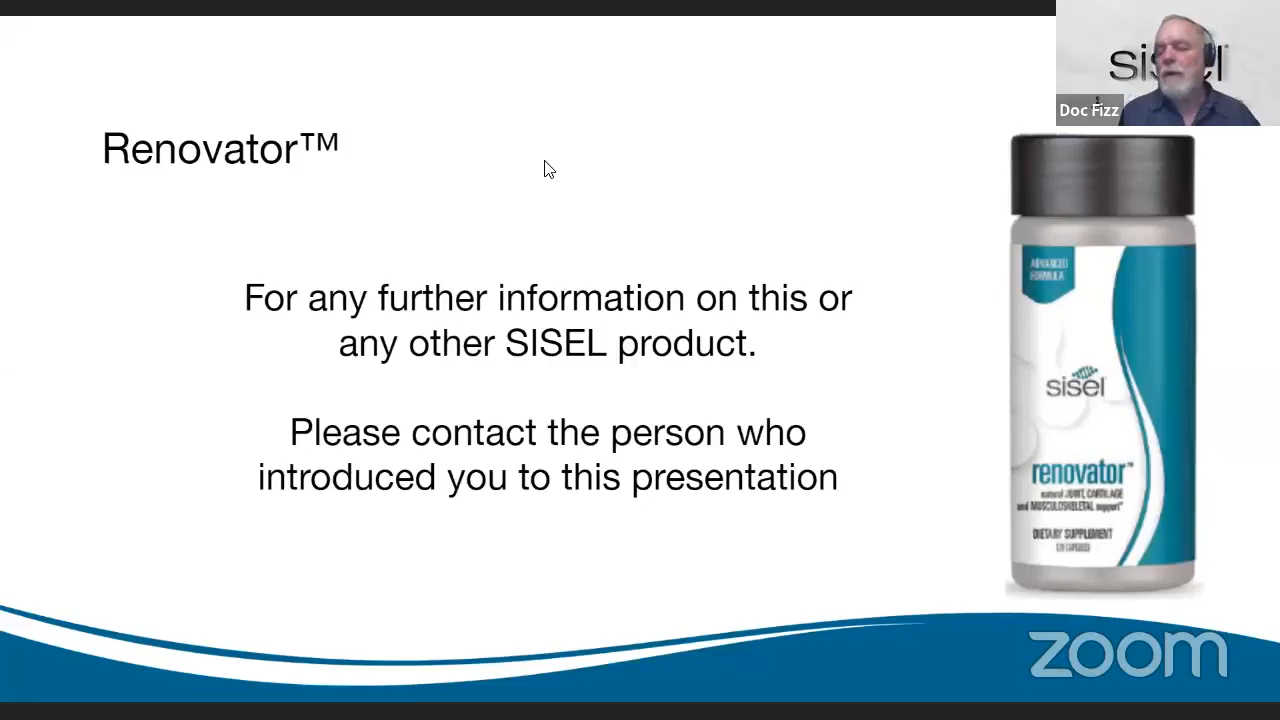 sisel
Doc Fizz
Renovator™
For any further information on this or
any other SISEL product.
Please contact the person who
introduced you to this presentation
ADVANCED
FORMULA
sisel
renovator™
natural JOINT, CARTILAGE
and MUSCULOSKELETAL support*
DIETARY SUPPLEMENT
zoom